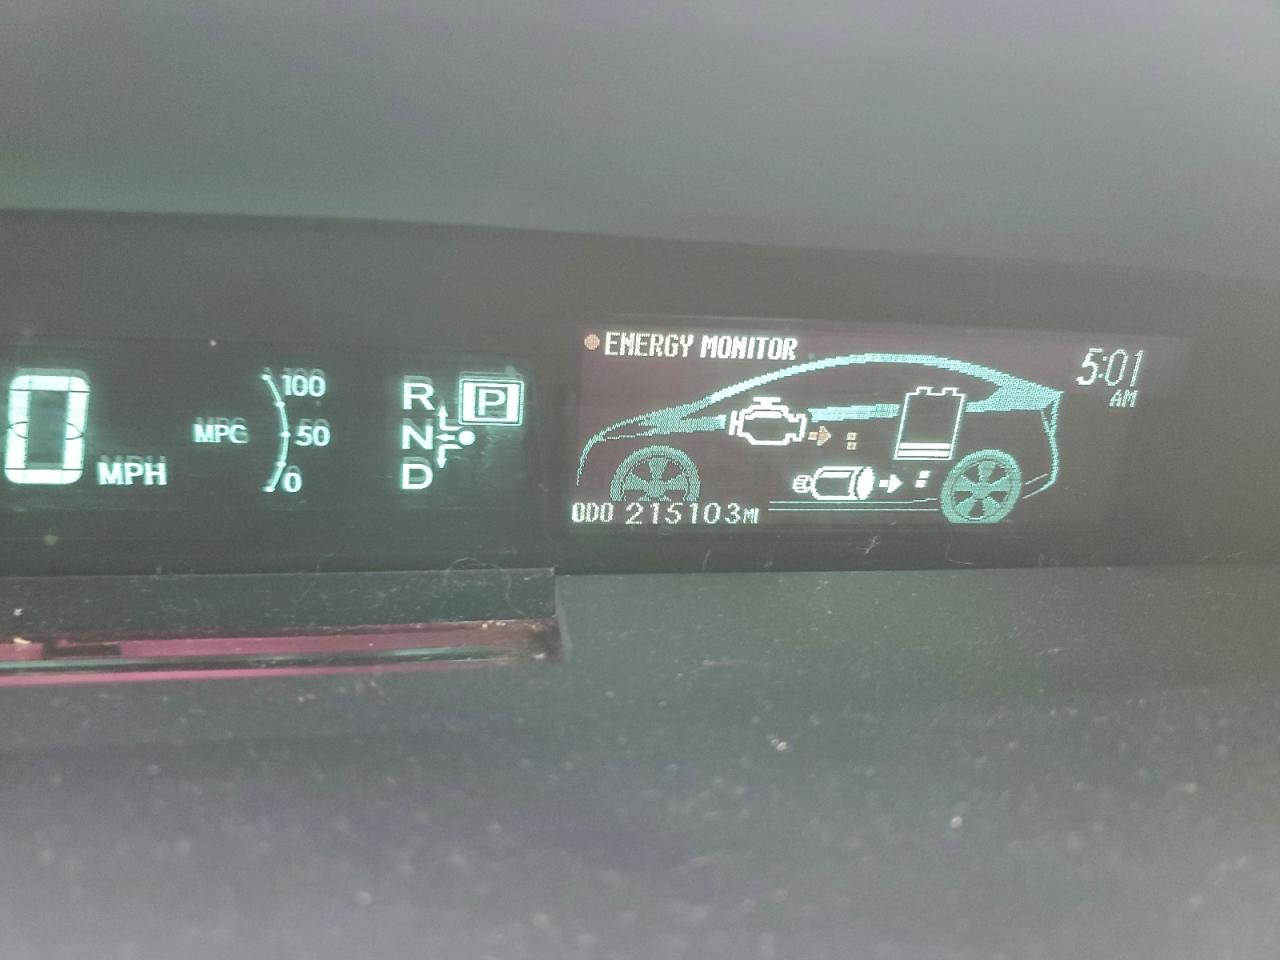 0 MPH
MPG
100
50
0
R
N
D
P
ENERGY MONITOR
5:01
AM
ODO 215103MI